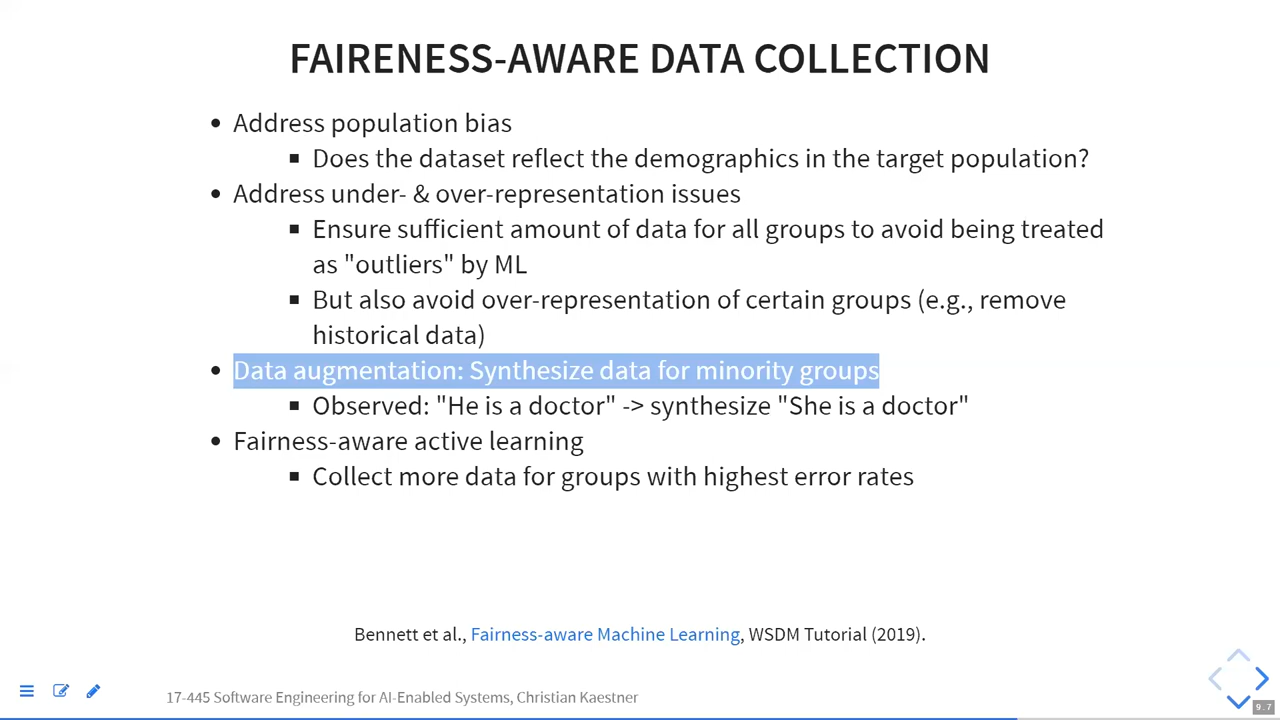 FAIRENESS-AWARE DATA COLLECTION
• Address population bias
▪ Does the dataset reflect the demographics in the target population?
• Address under- & over-representation issues
▪ Ensure sufficient amount of data for all groups to avoid being treated
as "outliers" by ML
▪ But also avoid over-representation of certain groups (e.g., remove
historical data)
• Data augmentation: Synthesize data for minority groups
▪ Observed: "He is a doctor" -> synthesize "She is a doctor"
• Fairness-aware active learning
▪ Collect more data for groups with highest error rates
Bennett et al., Fairness-aware Machine Learning, WSDM Tutorial (2019).
17-445 Software Engineering for AI-Enabled Systems, Christian Kaestner
9.7